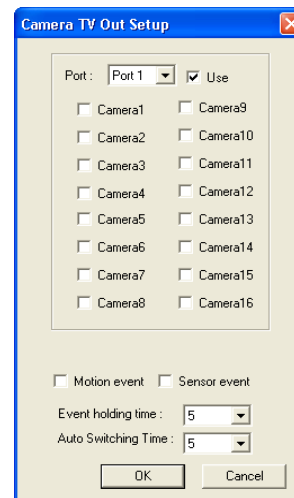 Camera TV Out Setup
Port : Port 1 Use
Camera1 Camera9
Camera2 Camera10
Camera3 Camera11
Camera4 Camera12
Camera5 Camera13
Camera6 Camera14
Camera7 Camera15
Camera8 Camera16
Motion event Sensor event
Event holding time : 5
Auto Switching Time : 5
OK Cancel